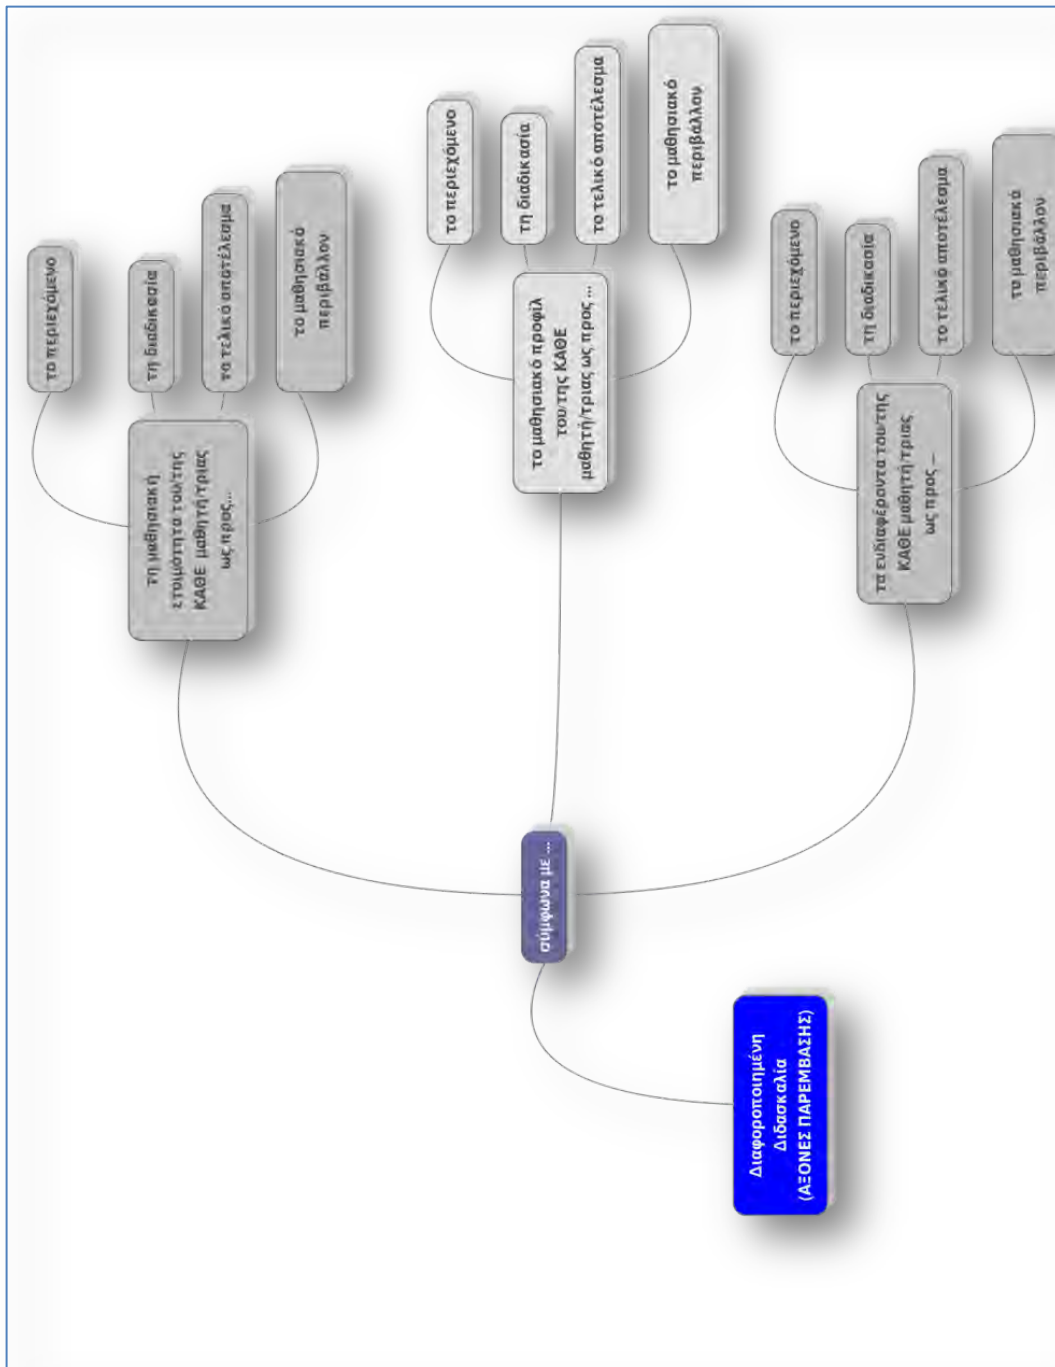 Διαφοροποιημένη
Διδασκαλία
(ΑΞΟΝΕΣ ΠΑΡΕΜΒΑΣΗΣ)
σύμφωνα με ...
τη μαθησιακή
ετοιμότητα του/της
ΚΑΘΕ μαθητή/τριας
ως προς...
το περιεχόμενο
τη διαδικασία
το τελικό αποτέλεσμα
το μαθησιακό
περιβάλλον
το μαθησιακό προφίλ
του/της ΚΑΘΕ
μαθητή/τριας ως προς ...
το περιεχόμενο
τη διαδικασία
το τελικό αποτέλεσμα
το μαθησιακό
περιβάλλον
τα ενδιαφέροντα του/της
ΚΑΘΕ μαθητή/τριας
ως προς ...
το περιεχόμενο
τη διαδικασία
το τελικό αποτέλεσμα
το μαθησιακό
περιβάλλον